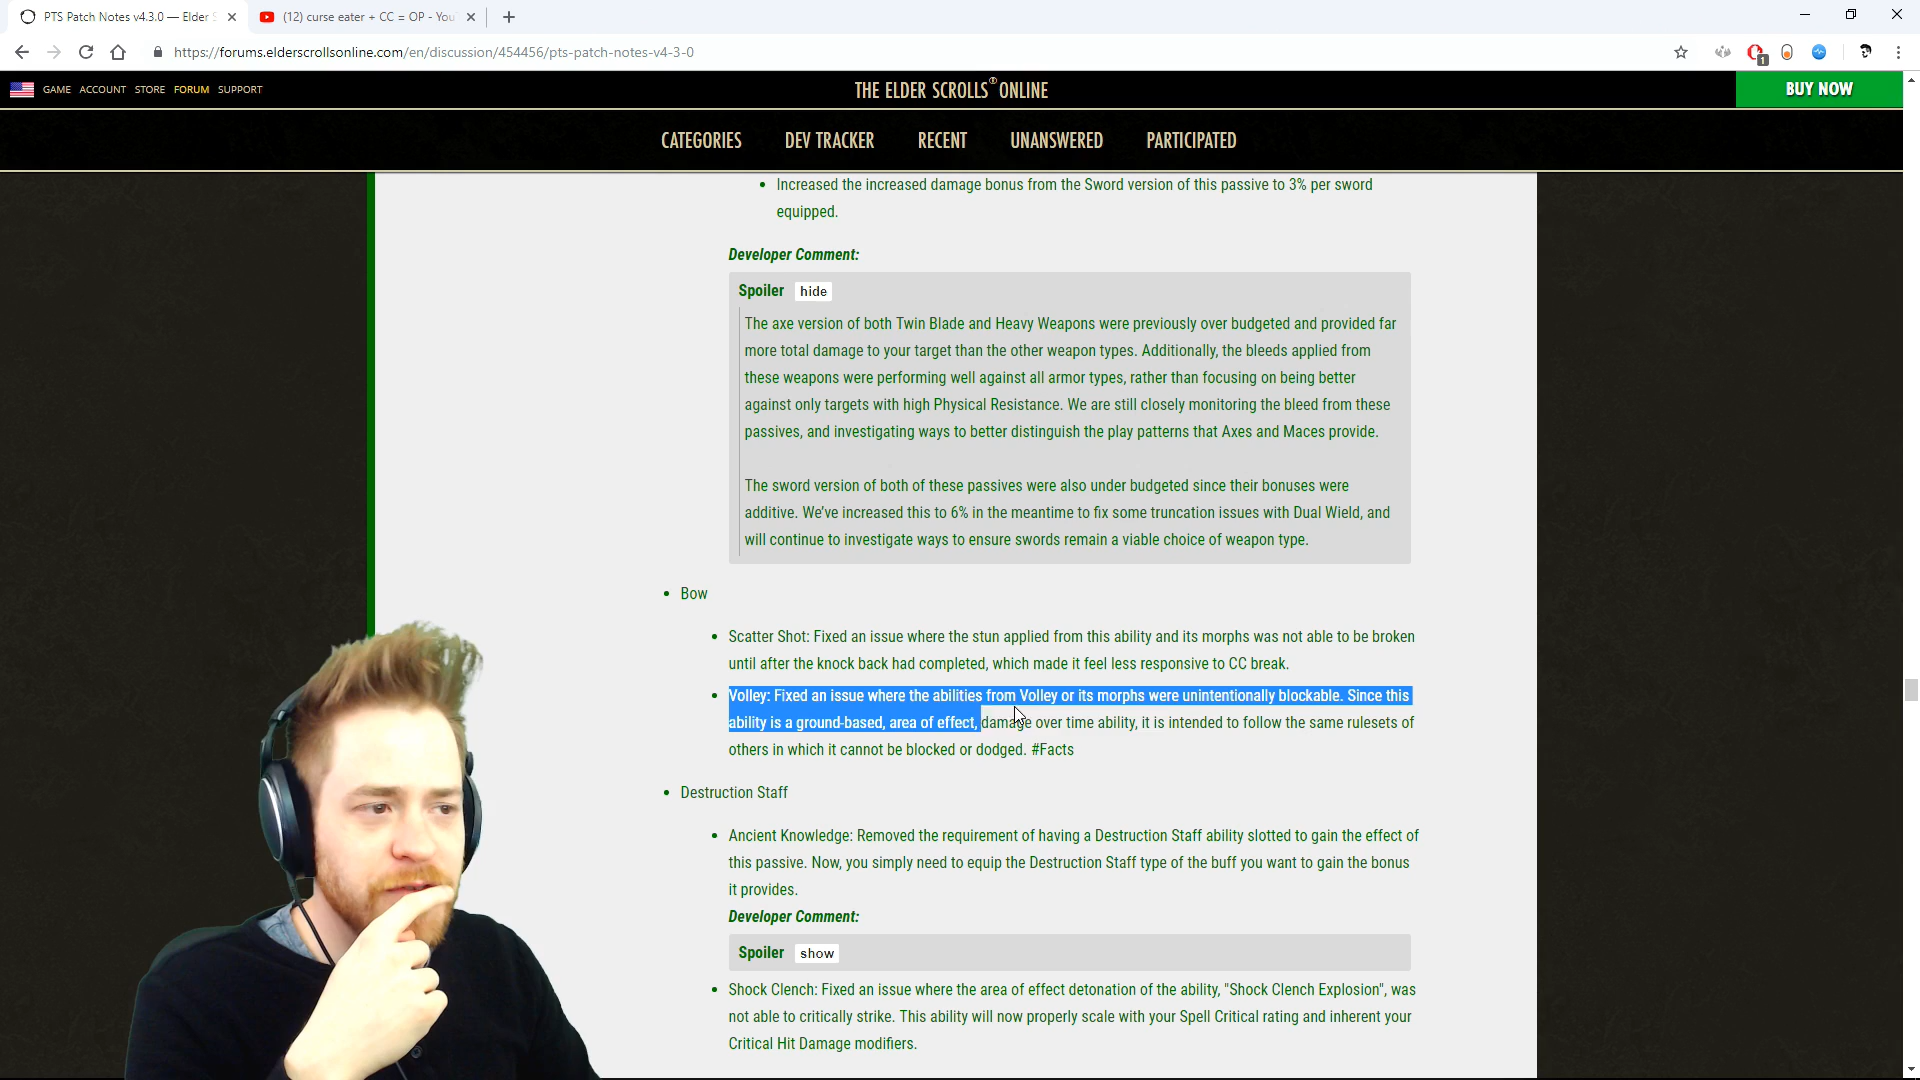 PTS Patch Notes v4.3.0 — Elder S
(12) curse eater + CC = OP - You
https://forums.elderscrollsonline.com/en/discussion/454456/pts-patch-notes-v4-3-0
1
GAME ACCOUNT STORE FORUM SUPPORT
THE ELDER SCROLLS ONLINE
BUY NOW
CATEGORIES DEV TRACKER RECENT UNANSWERED PARTICIPATED
Increased the increased damage bonus from the Sword version of this passive to 3% per sword
equipped.
Developer Comment:
Spoiler hide
The axe version of both Twin Blade and Heavy Weapons were previously over budgeted and provided far
more total damage to your target than the other weapon types. Additionally, the bleeds applied from
these weapons were performing well against all armor types, rather than focusing on being better
against only targets with high Physical Resistance. We are still closely monitoring the bleed from these
passives, and investigating ways to better distinguish the play patterns that Axes and Maces provide.
The sword version of both of these passives were also under budgeted since their bonuses were
additive. We've increased this to 6% in the meantime to fix some truncation issues with Dual Wield, and
will continue to investigate ways to ensure swords remain a viable choice of weapon type.
Bow
Scatter Shot: Fixed an issue where the stun applied from this ability and its morphs was not able to be broken
until after the knock back had completed, which made it feel less responsive to CC break.
Volley: Fixed an issue where the abilities from Volley or its morphs were unintentionally blockable. Since this
ability is a ground-based, area of effect, damage over time ability, it is intended to follow the same rulesets of
others in which it cannot be blocked or dodged. #Facts
Destruction Staff
Ancient Knowledge: Removed the requirement of having a Destruction Staff ability slotted to gain the effect of
this passive. Now, you simply need to equip the Destruction Staff type of the buff you want to gain the bonus
it provides.
Developer Comment:
Spoiler show
Shock Clench: Fixed an issue where the area of effect detonation of the ability, "Shock Clench Explosion", was
not able to critically strike. This ability will now properly scale with your Spell Critical rating and inherent your
Critical Hit Damage modifiers.